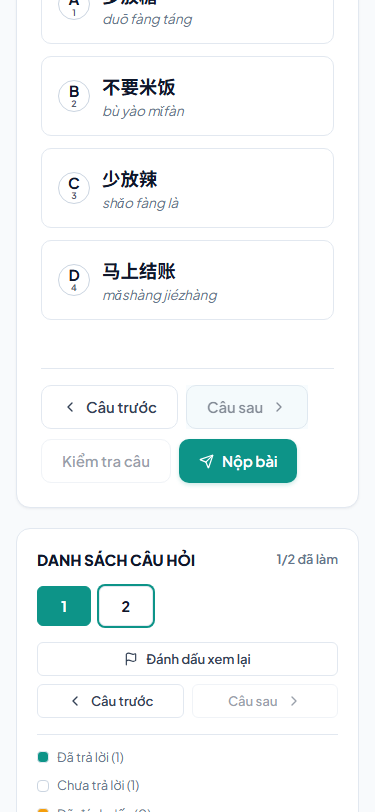 A
1
duō fàng táng
B
2
不要米饭
bù yào mǐfàn
C
3
少放辣
shǎo fàng là
D
4
马上结账
mǎshàng jiézhàng
Câu trước
Câu sau
Kiểm tra câu
Nộp bài
DANH SÁCH CÂU HỎI
1/2 đã làm
1
2
Đánh dấu xem lại
Câu trước
Câu sau
Đã trả lời (1)
Chưa trả lời (1)